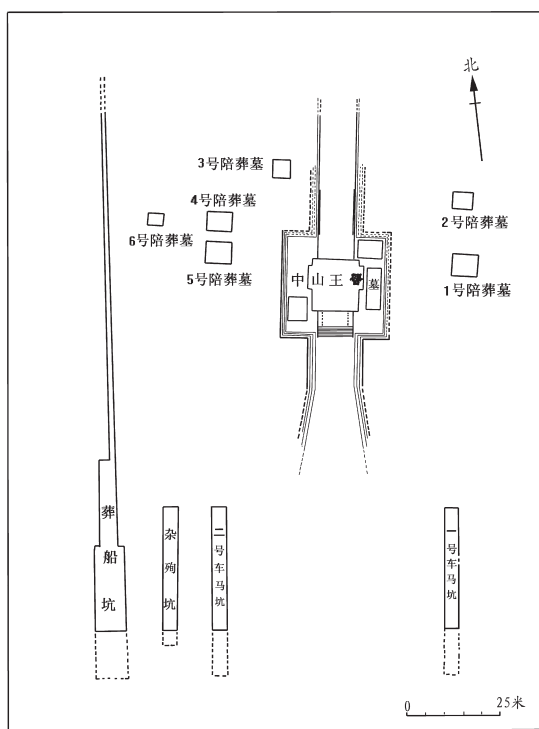 北
3号陪葬墓
4号陪葬墓
2号陪葬墓
6号陪葬墓
5号陪葬墓
1号陪葬墓
中山王 墓
葬船坑
杂殉坑
二号车马坑
一号车马坑
0 25米